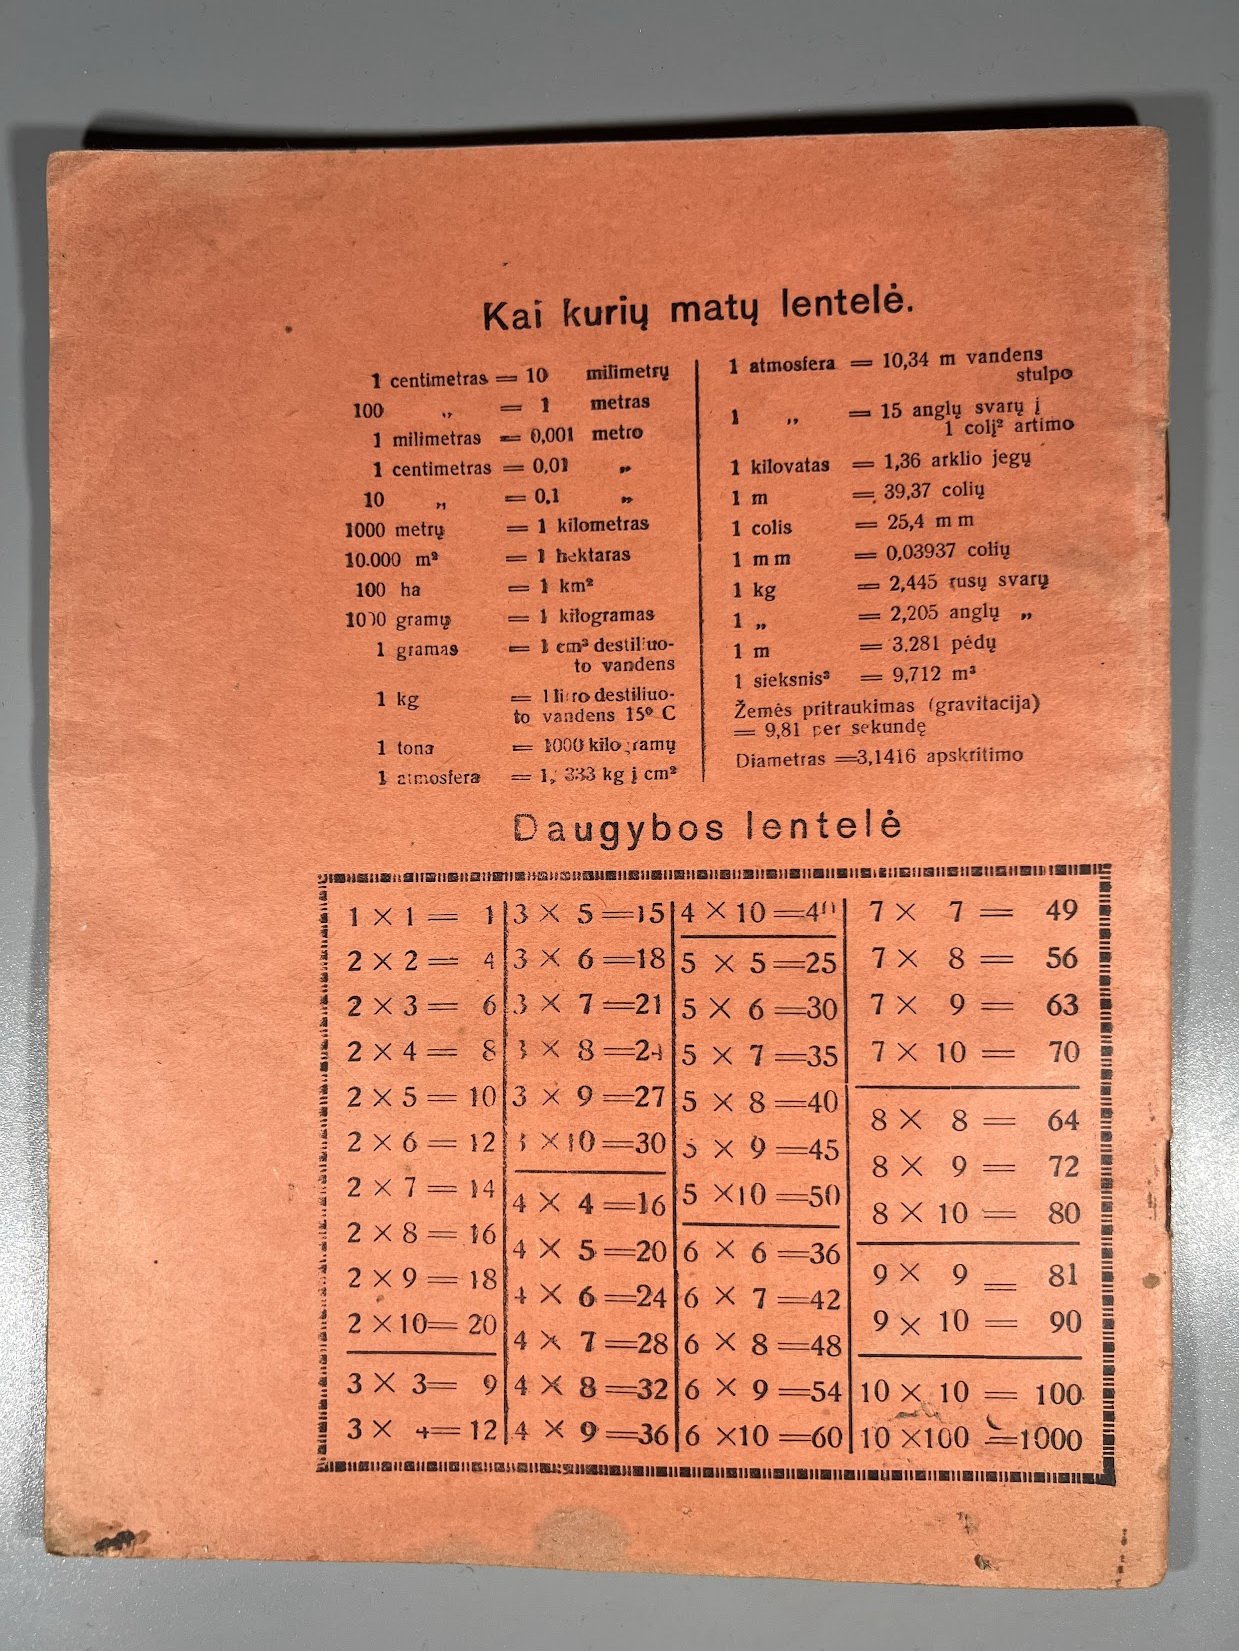 Kai kurių matų lentelė.
1 centimetras = 10 milimetrų
100 „ = 1 metras
1 milimetras = 0,001 metro
1 centimetras = 0,01 „
10 „ = 0,1 „
1000 metrų = 1 kilometras
10.000 m² = 1 hektaras
100 ha = 1 km²
1000 gramų = 1 kilogramas
1 gramas = 1 cm³ destiliuo-
to vandens
1 kg = 1 litro destiliuo-
to vandens 15° C
1 tona = 1000 kilogramų
1 atmosfera = 333 kg į cm²
1 atmosfera = 10,34 m vandens
stulpo
1 „ = 15 anglų svarų į
1 colį² artimo
1 kilovatas = 1,36 arklio jegų
1 m = 39,37 colių
1 colis = 25,4 mm
1 mm = 0,03937 colių
1 kg = 2,445 rusų svarų
1 „ = 2,205 anglų „
1 m = 3.281 pėdų
1 sieksnis³ = 9,712 m³
Žemės pritraukimas (gravitacija)
= 9,81 per sekundę
Diametras =3,1416 apskritimo
Daugybos lentelė
1 × 1 = 1
2 × 2 = 4
2 × 3 = 6
2 × 4 = 8
2 × 5 = 10
2 × 6 = 12
2 × 7 = 14
2 × 8 = 16
2 × 9 = 18
2 × 10 = 20
3 × 3 = 9
3 × 4 = 12
3 × 5 = 15
3 × 6 = 18
3 × 7 = 21
3 × 8 = 24
3 × 9 = 27
3 × 10 = 30
4 × 4 = 16
4 × 5 = 20
4 × 6 = 24
4 × 7 = 28
4 × 8 = 32
4 × 9 = 36
4 × 10 = 40
5 × 5 = 25
5 × 6 = 30
5 × 7 = 35
5 × 8 = 40
5 × 9 = 45
5 × 10 = 50
6 × 6 = 36
6 × 7 = 42
6 × 8 = 48
6 × 9 = 54
6 × 10 = 60
7 × 7 = 49
7 × 8 = 56
7 × 9 = 63
7 × 10 = 70
8 × 8 = 64
8 × 9 = 72
8 × 10 = 80
9 × 9 = 81
9 × 10 = 90
10 × 10 = 100
10 × 100 = 1000